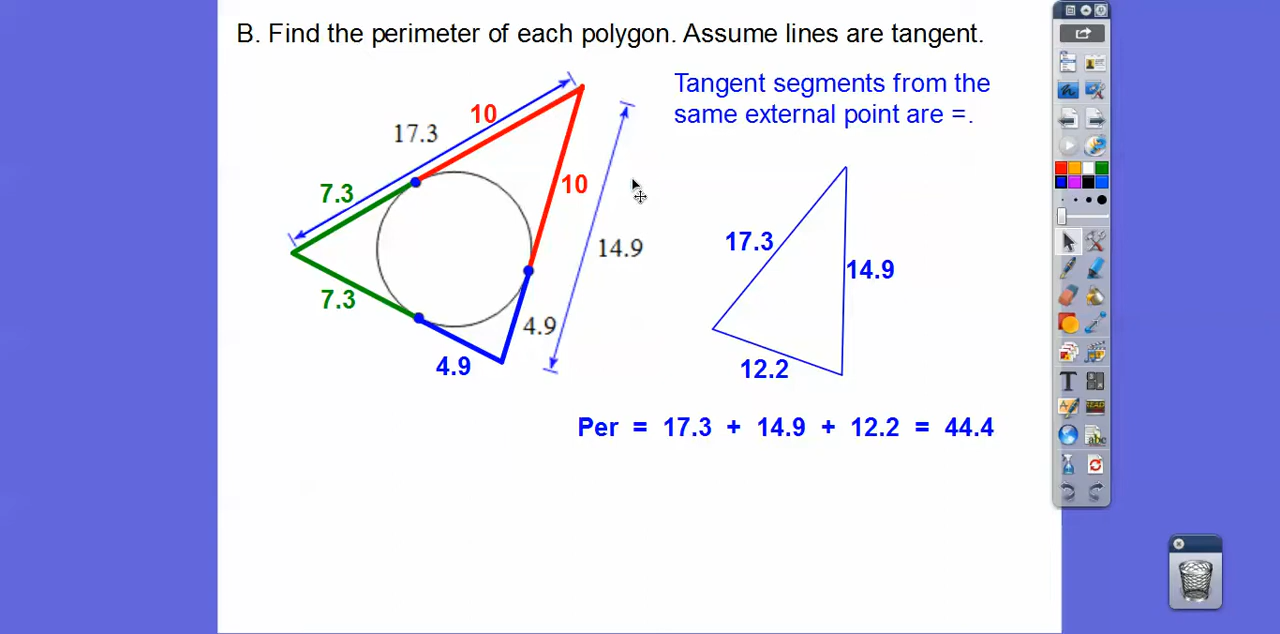 B. Find the perimeter of each polygon. Assume lines are tangent.
Tangent segments from the
same external point are =.
10
17.3
7.3
10
14.9
7.3
4.9
4.9
17.3
14.9
12.2
Per = 17.3 + 14.9 + 12.2 = 44.4